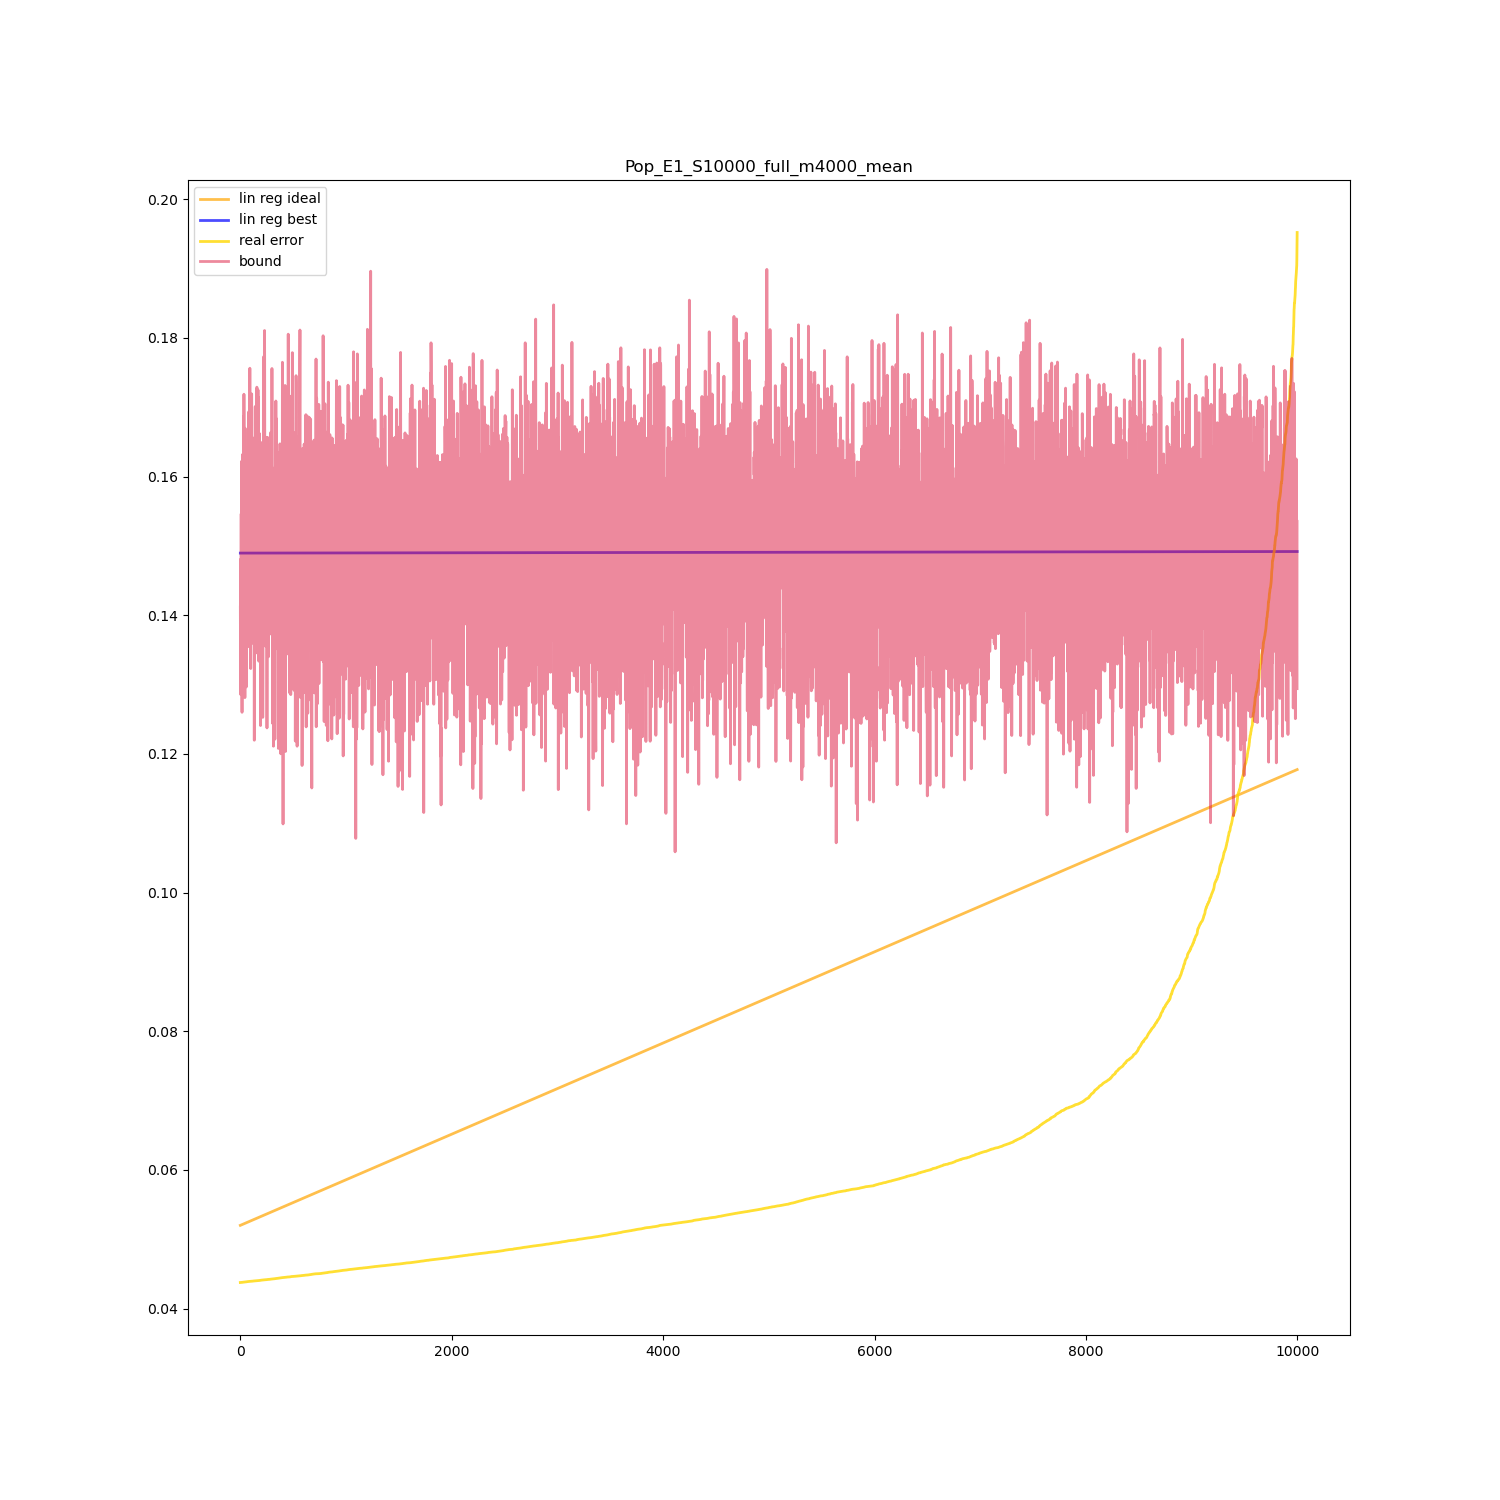 Pop_E1_S10000_full_m4000_mean
lin reg ideal
lin reg best
real error
bound
0.20
0.18
0.16
0.14
0.12
0.10
0.08
0.06
0.04
0 2000 4000 6000 8000 10000